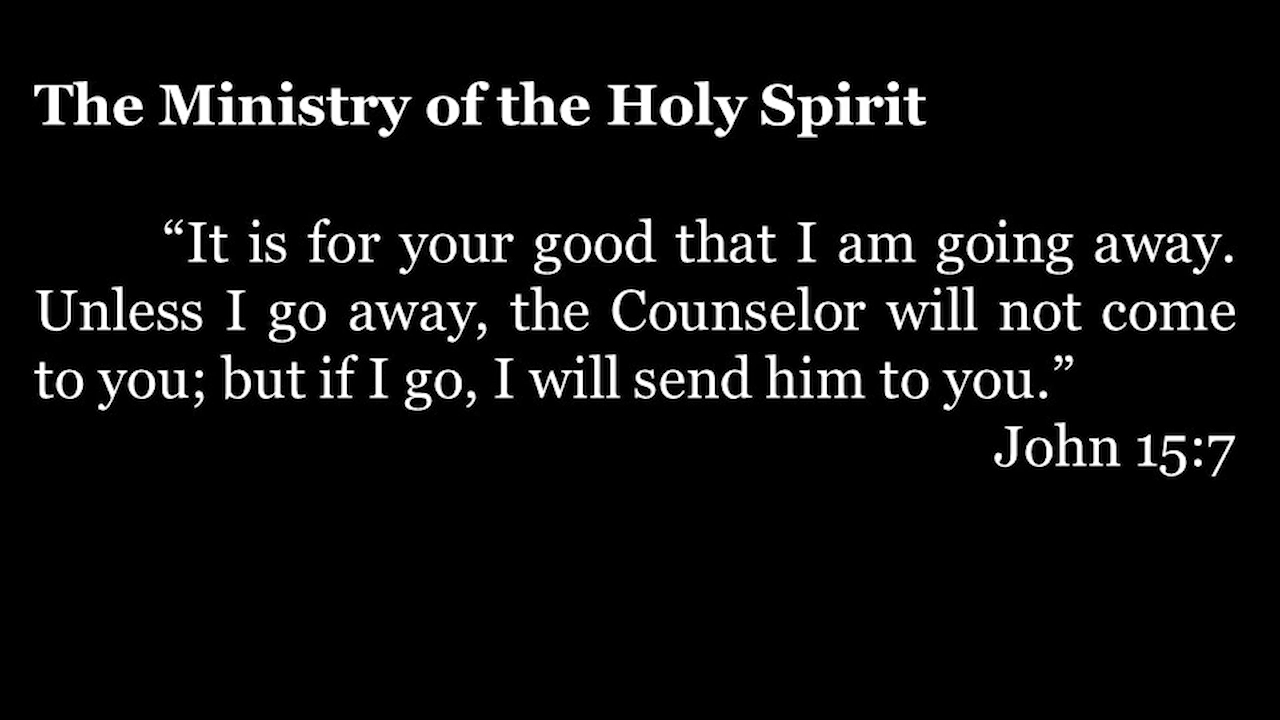 The Ministry of the Holy Spirit
“It is for your good that I am going away.
Unless I go away, the Counselor will not come
to you; but if I go, I will send him to you.”
John 15:7